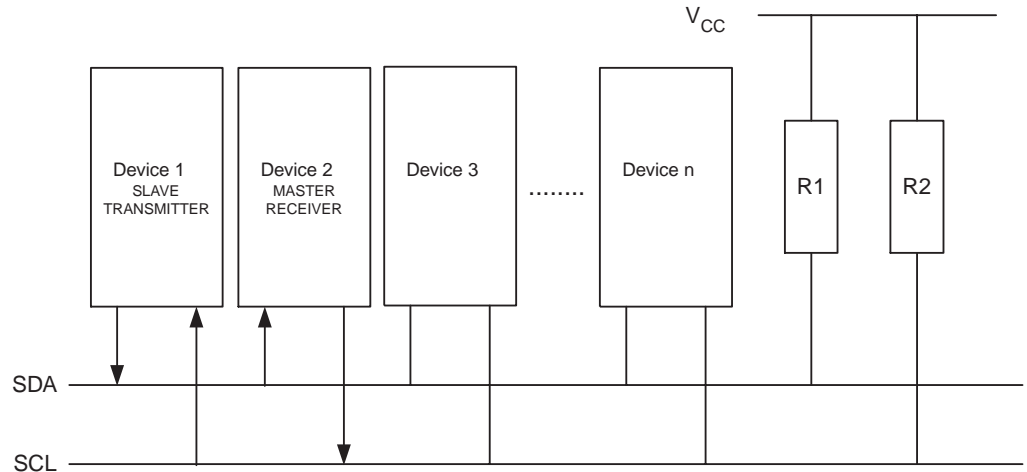 VCC
Device 1
SLAVE
TRANSMITTER
Device 2
MASTER
RECEIVER
Device 3
........
Device n
R1
R2
SDA
SCL